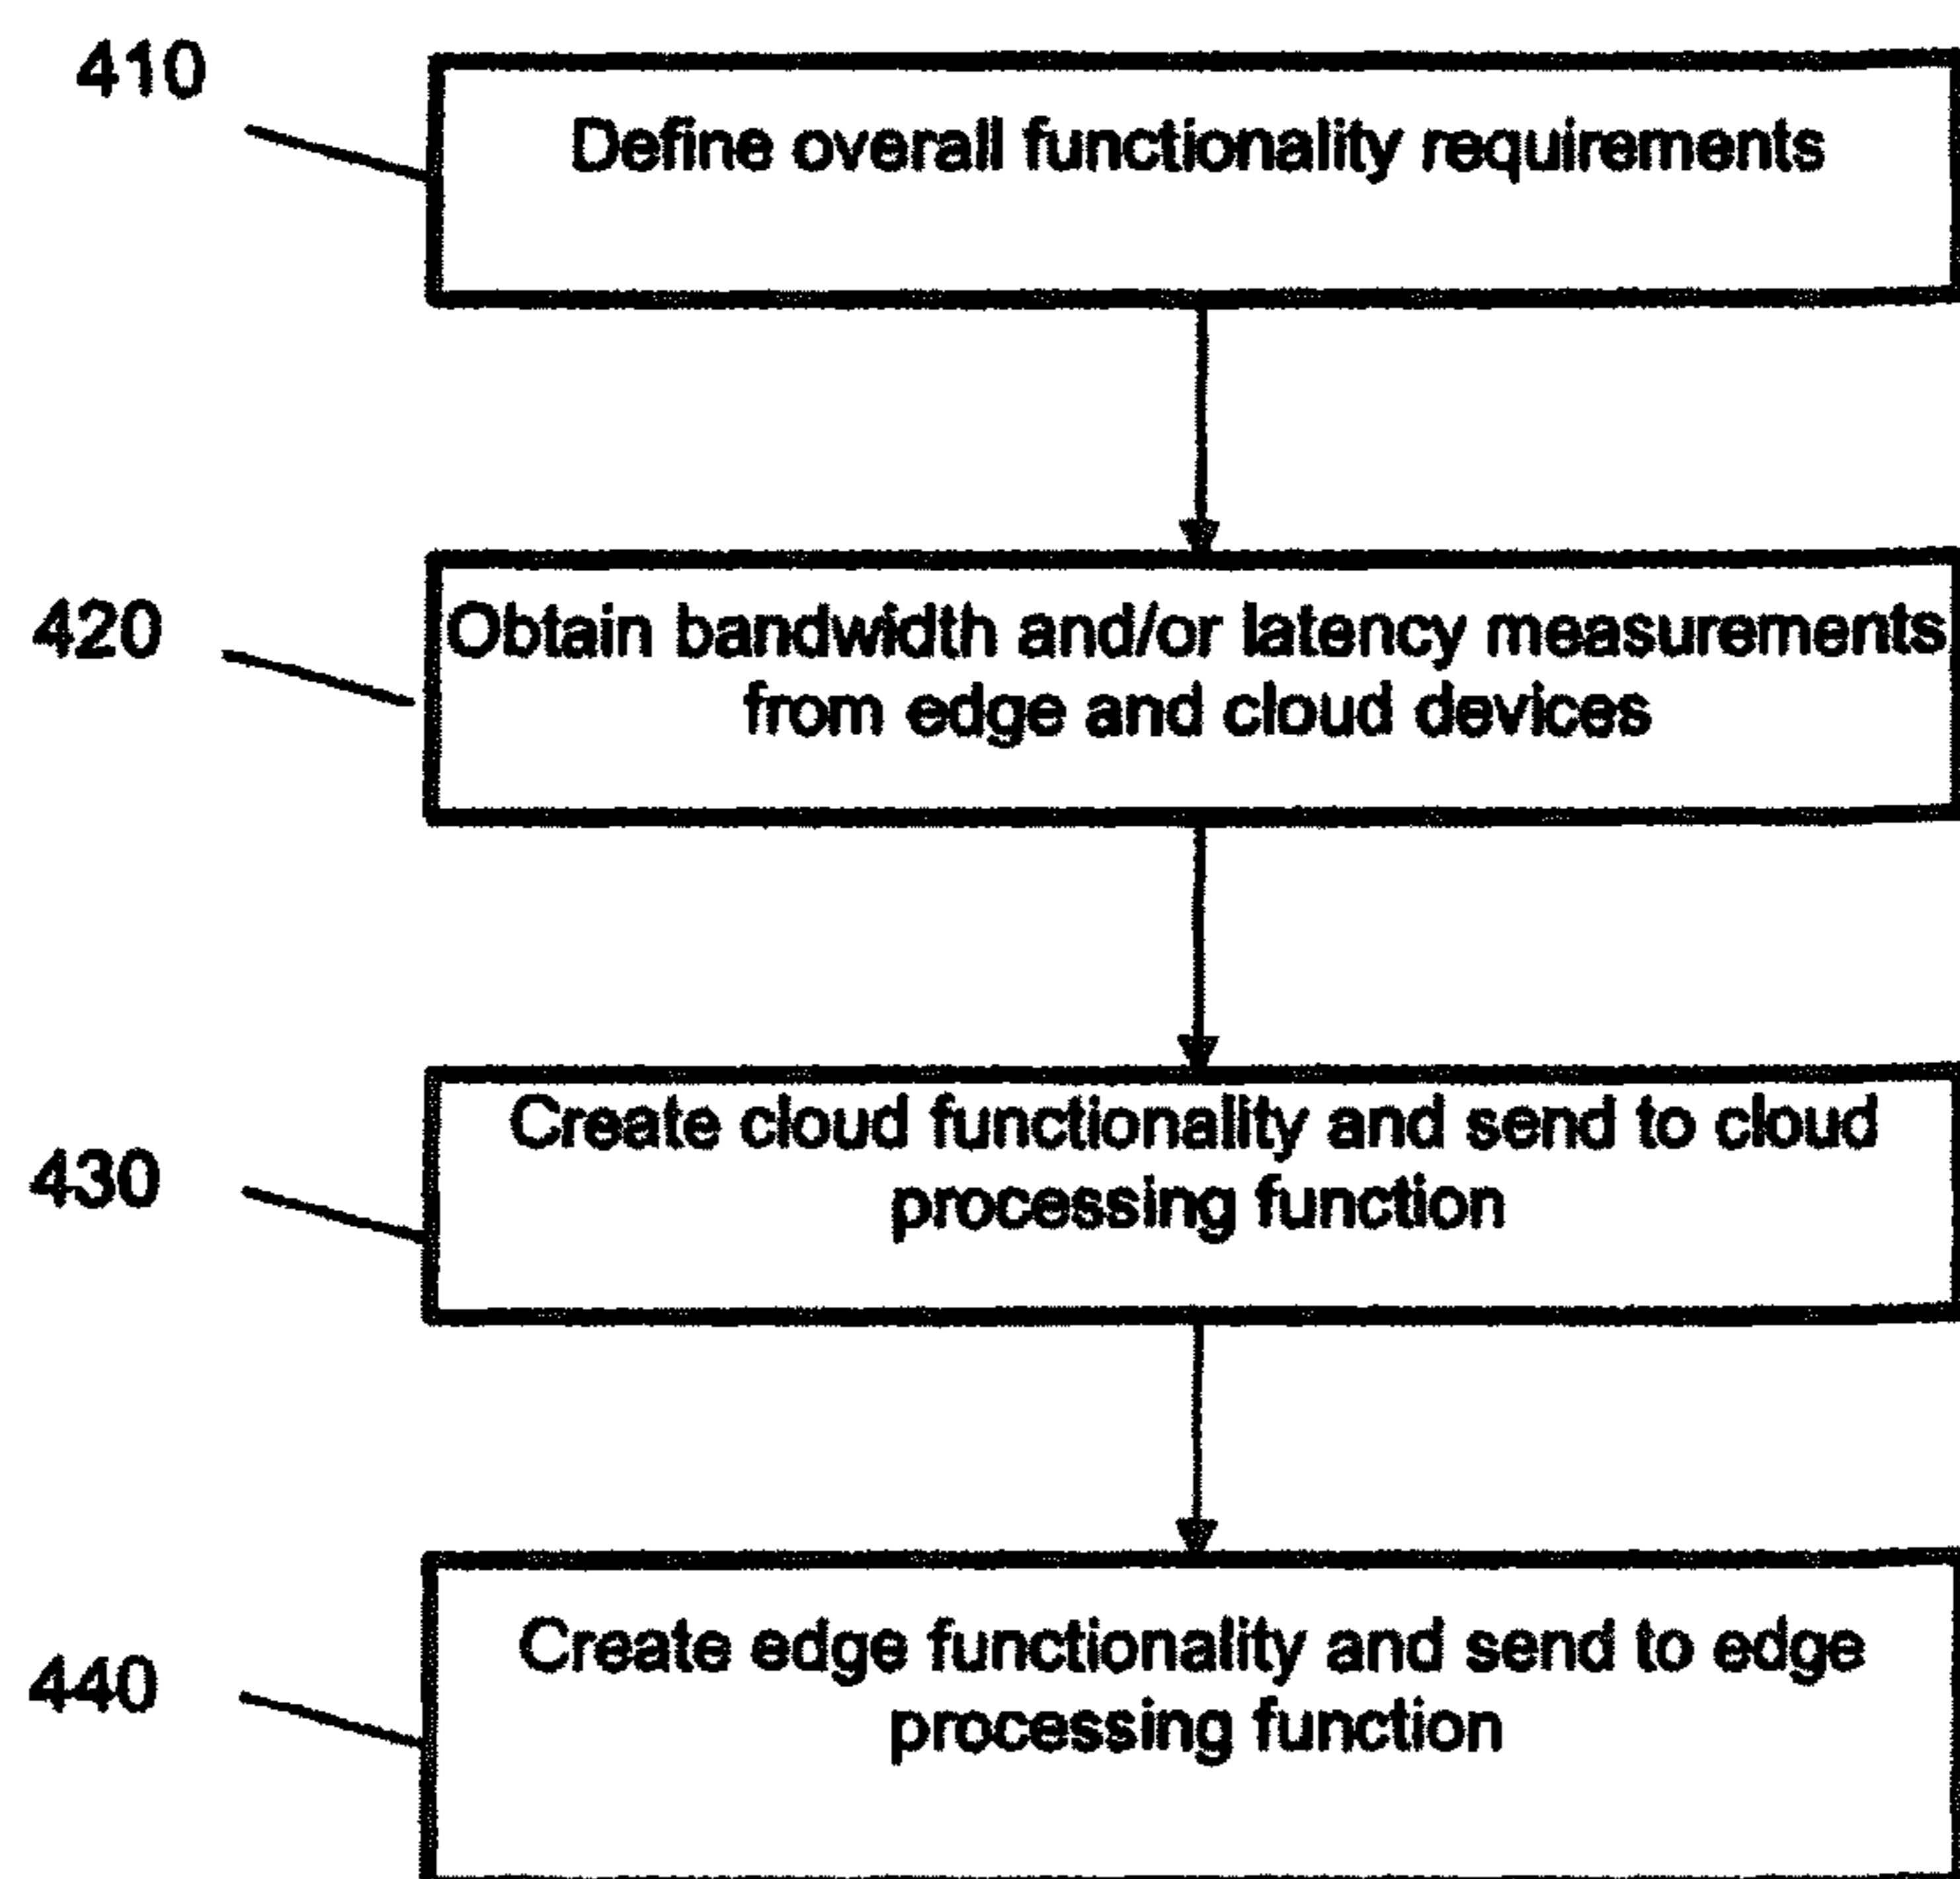 410
Define overall functionality requirements
420
Obtain bandwidth and/or latency measurements
from edge and cloud devices
430
Create cloud functionality and send to cloud
processing function
440
Create edge functionality and send to edge
processing function